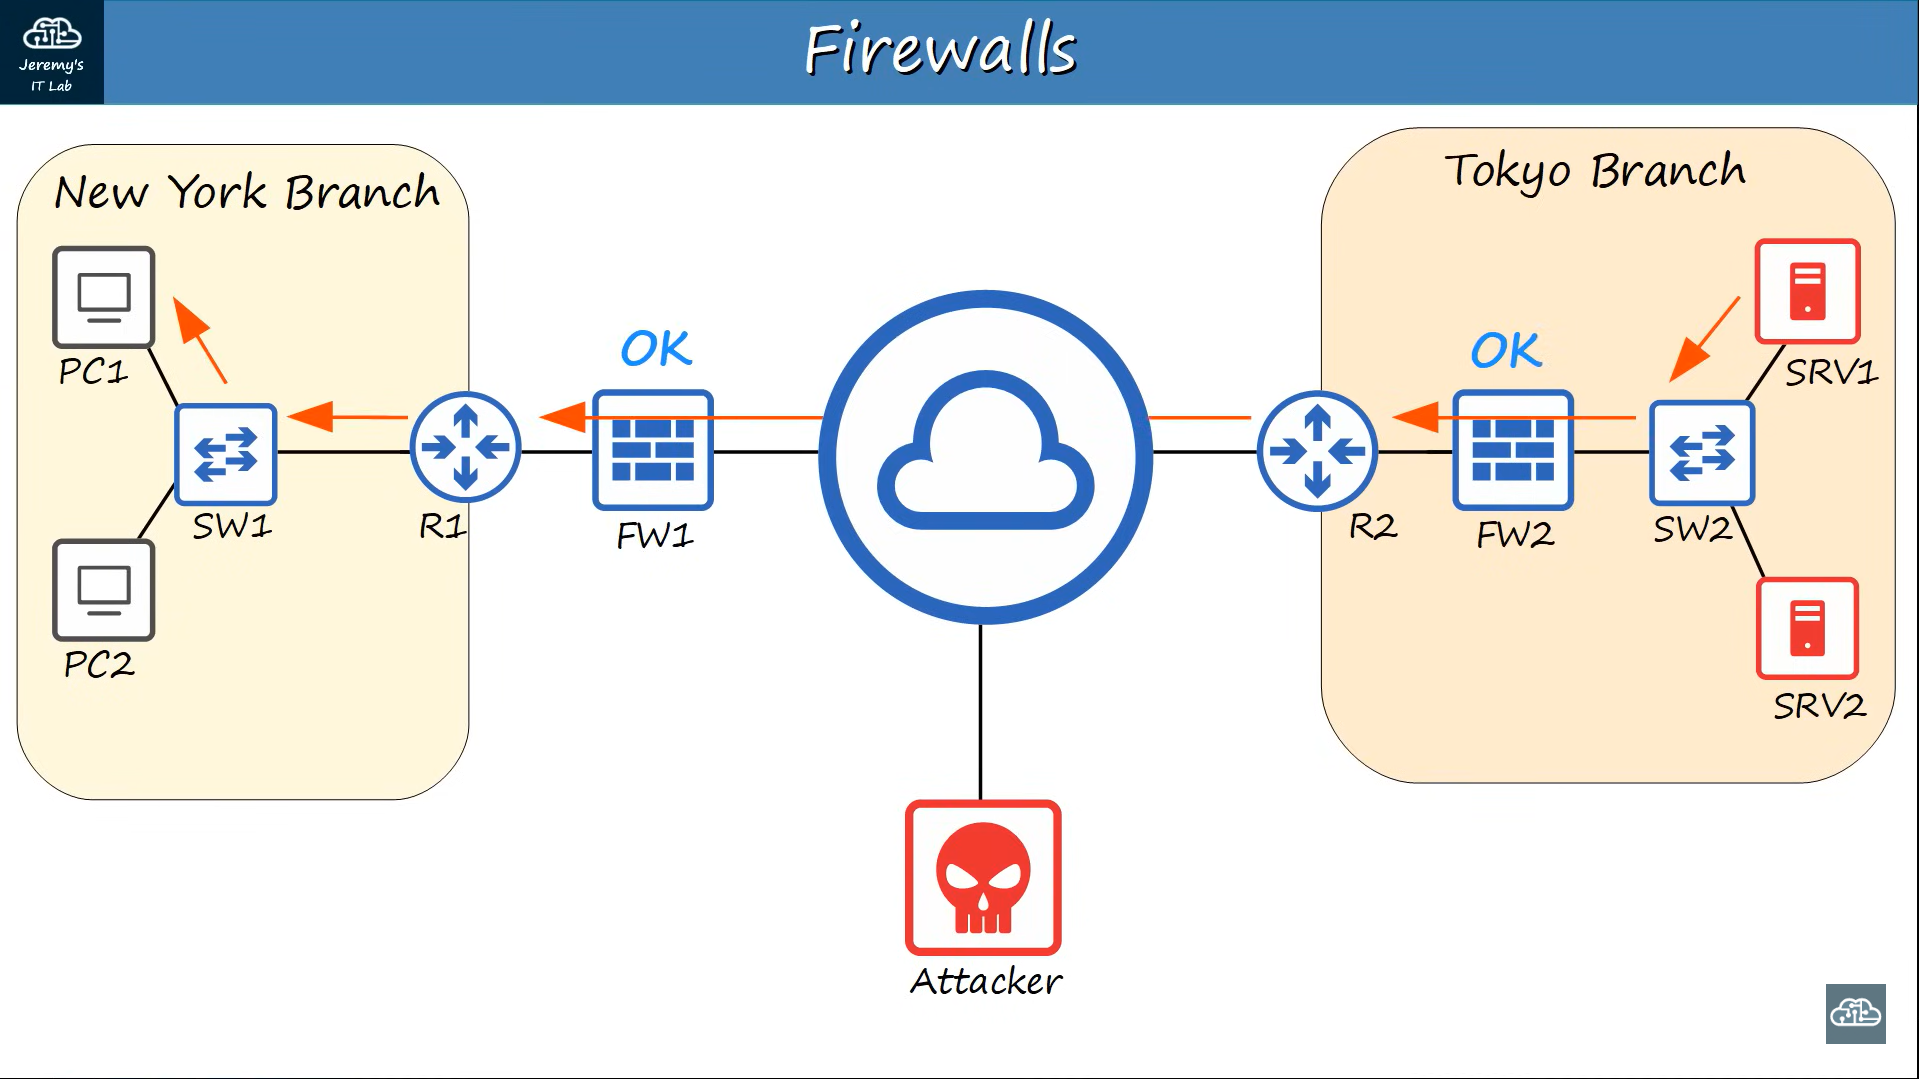 Jeremy's
IT Lab
Firewalls
New York Branch
Tokyo Branch
PC1
OK
OK
SRV1
SW1
R1
FW1
R2
FW2
SW2
PC2
SRV2
Attacker